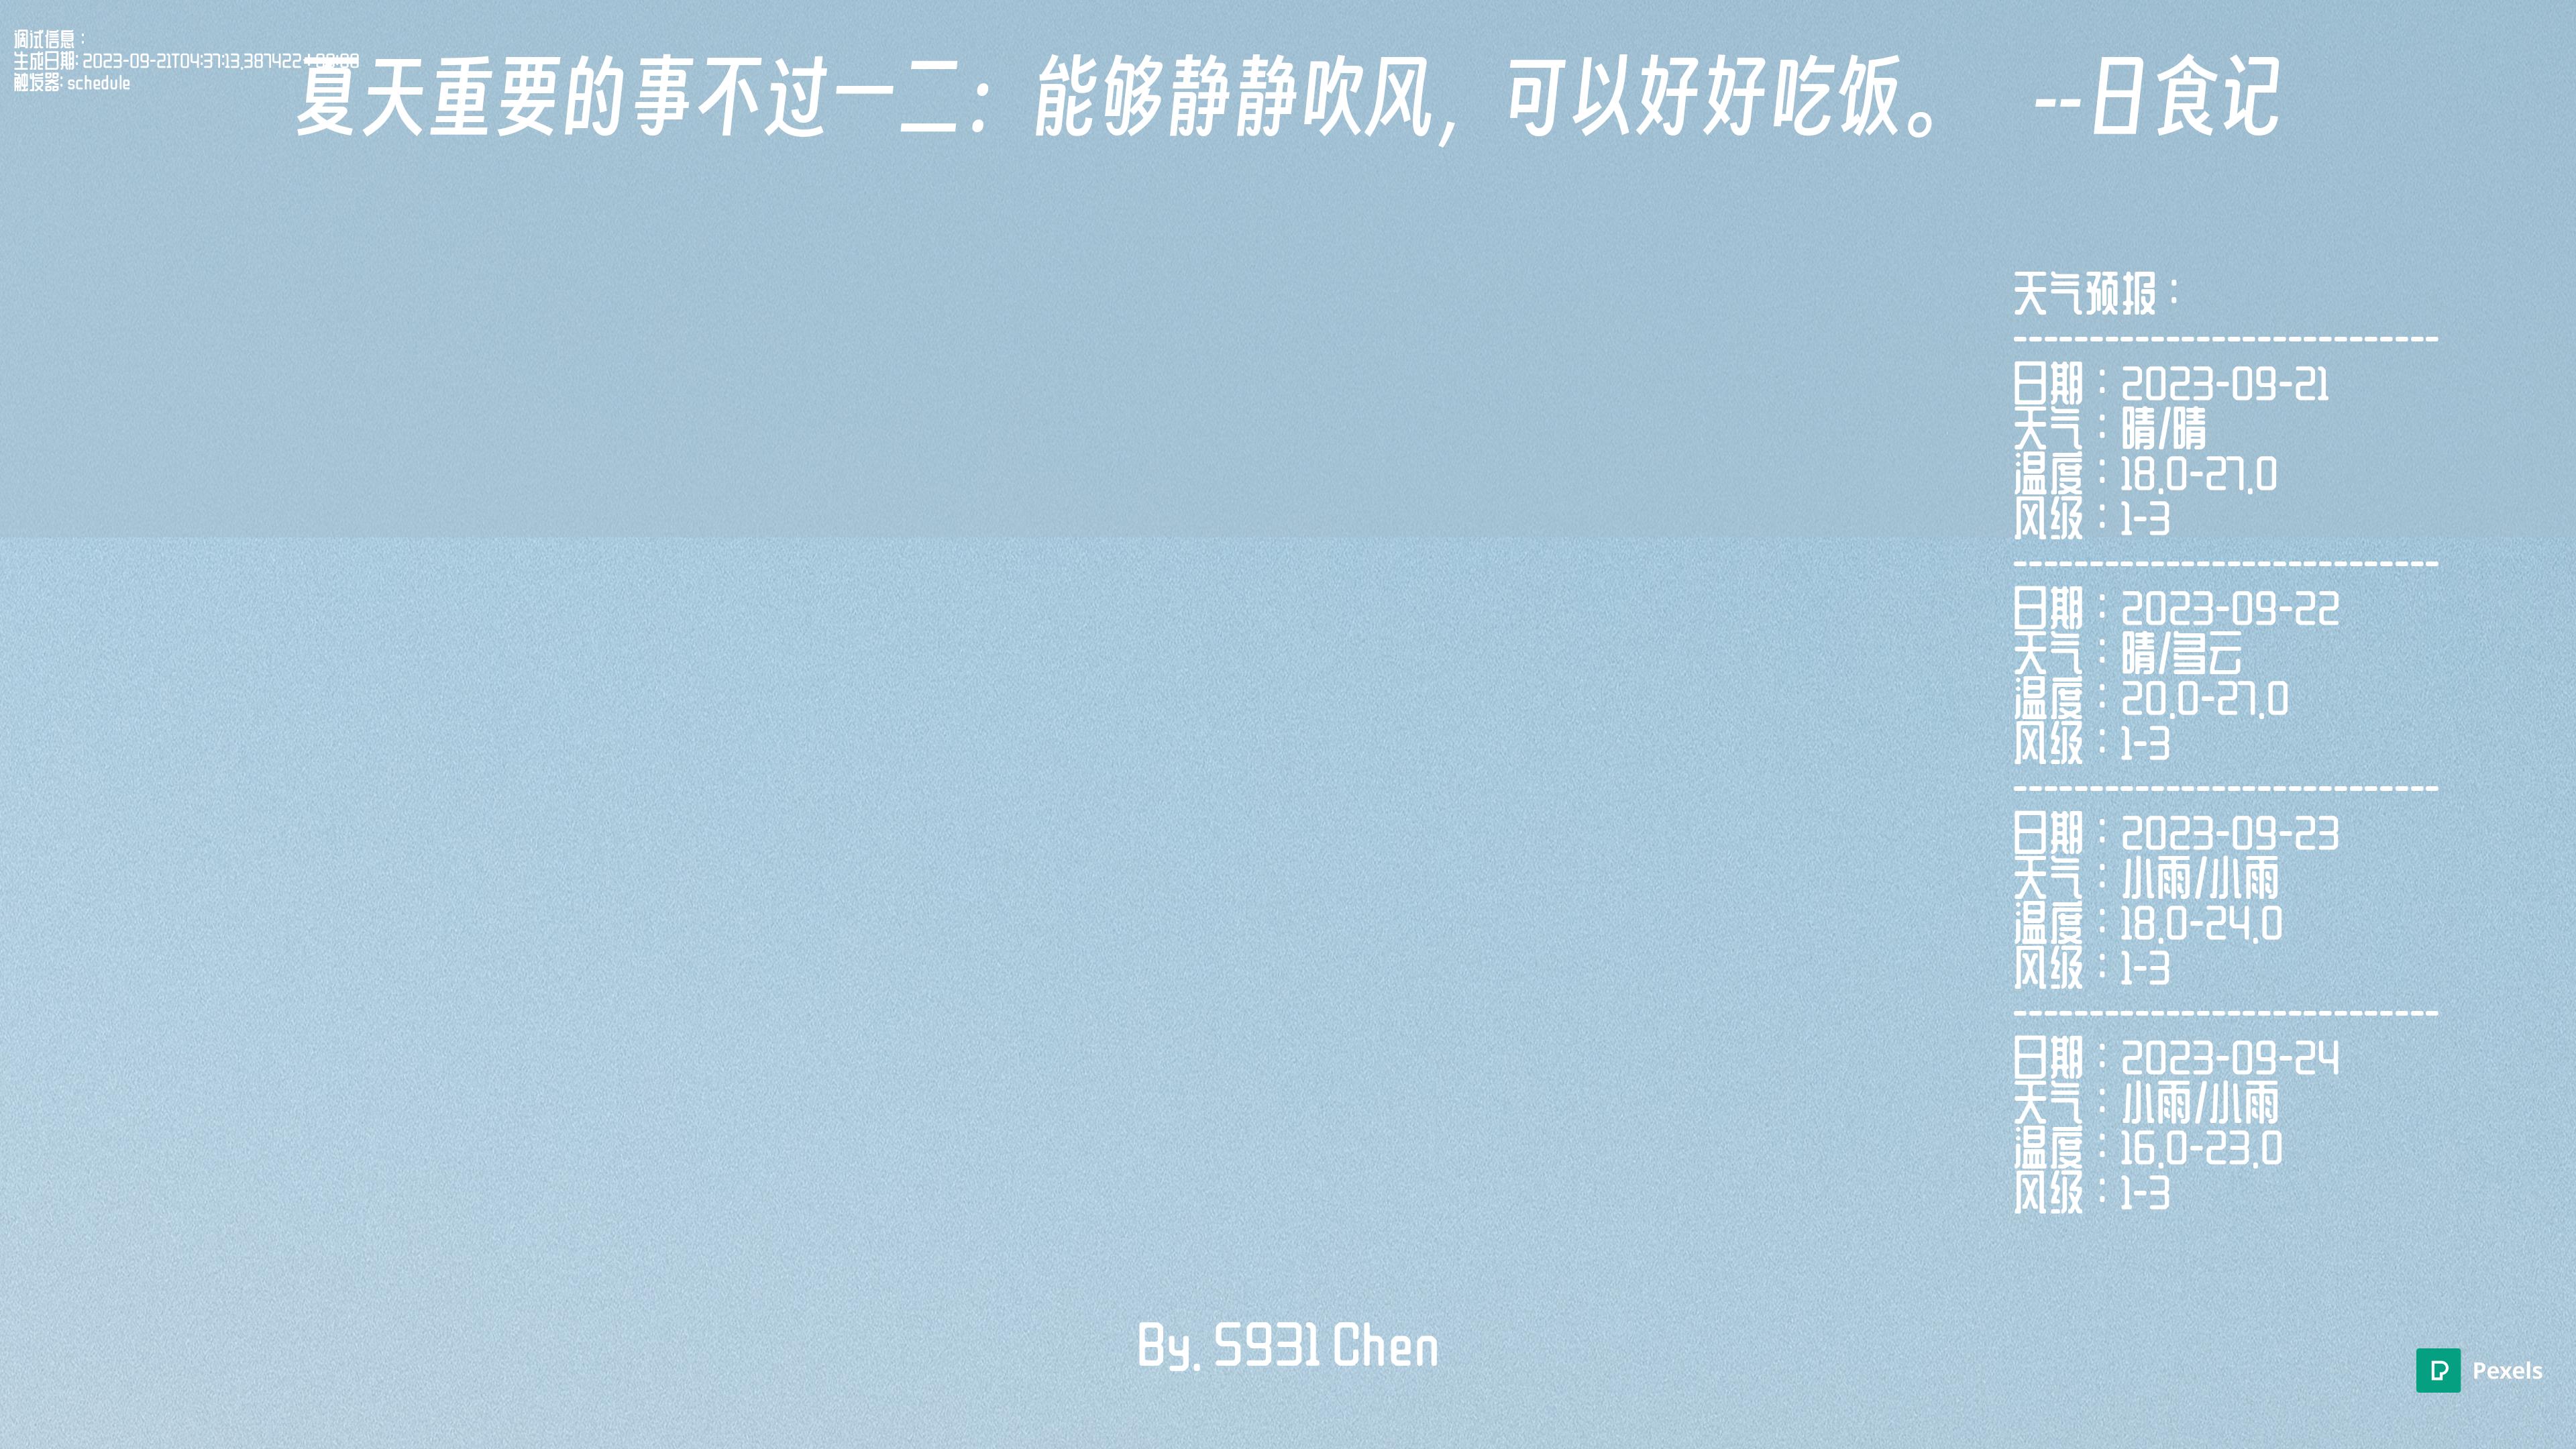 调试信息：
生成日期: 2023-09-21T04:37:13.387422+00:00
触发器: schedule
夏天重要的事不过一二：能够静静吹风，可以好好吃饭。 --日食记
天气预报：
----------------------------
日期：2023-09-21
天气：晴/晴
温度：18.0-27.0
风级：1-3
----------------------------
日期：2023-09-22
天气：晴/多云
温度：20.0-27.0
风级：1-3
----------------------------
日期：2023-09-23
天气：小雨/小雨
温度：18.0-24.0
风级：1-3
----------------------------
日期：2023-09-24
天气：小雨/小雨
温度：16.0-23.0
风级：1-3
By. S931 Chen
Pexels